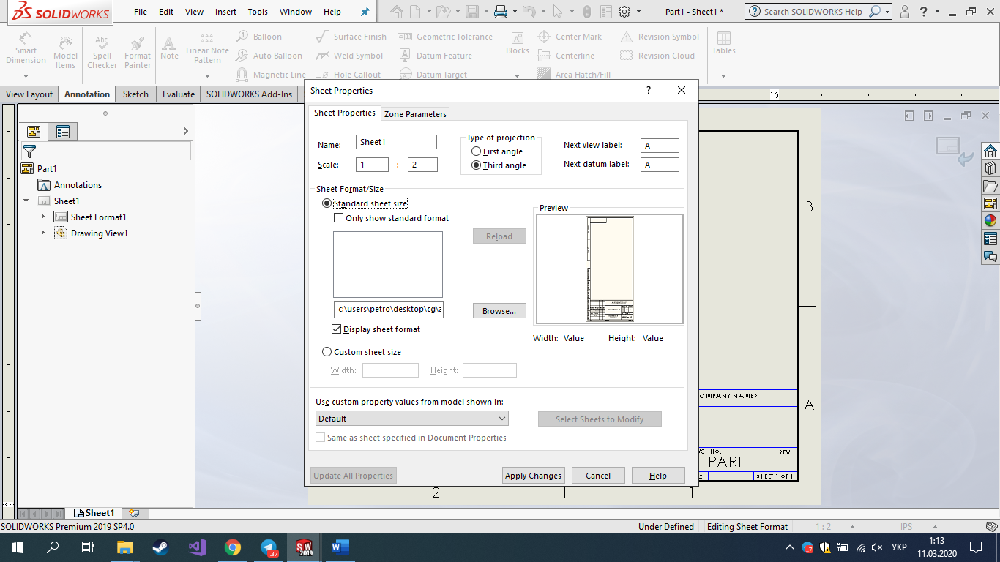 SOLIDWORKS File Edit View Insert Tools Window Help Part1 - Sheet1 * Search SOLIDWORKS Help ?
Smart Dimension
Model Items
Spell Checker
Format Painter
Note
Linear Note Pattern
Balloon
Auto Balloon
Magnetic Line
Surface Finish
Weld Symbol
Hole Callout
Geometric Tolerance
Datum Feature
Datum Target
Blocks
Center Mark
Centerline
Area Hatch/Fill
Revision Symbol
Revision Cloud
Tables
View Layout Annotation Sketch Evaluate SOLIDWORKS Add-Ins
10
Part1
Annotations
Sheet1
Sheet Format1
Drawing View1
Sheet Properties ?
Sheet Properties Zone Parameters
Name: Sheet1
Scale: 1 : 2
Type of projection
First angle
Third angle
Next view label: A
Next datum label: A
Sheet Format/Size
Standard sheet size
Only show standard format
Reload
c:\users\petro\desktop\cg\a
Browse...
Display sheet format
Preview
Width: Value Height: Value
Custom sheet size
Width: Height:
Use custom property values from model shown in:
Default
Select Sheets to Modify
Same as sheet specified in Document Properties
Update All Properties Apply Changes Cancel Help
B
A
OMPANY NAME>
G. NO.
REV
PART1
2
SHEET 1 OF 1
2 1
Sheet1
SOLIDWORKS Premium 2019 SP4.0 Under Defined Editing Sheet Format 1 : 2 IPS
37
SW
2019
УКР
1:13
11.03.2020